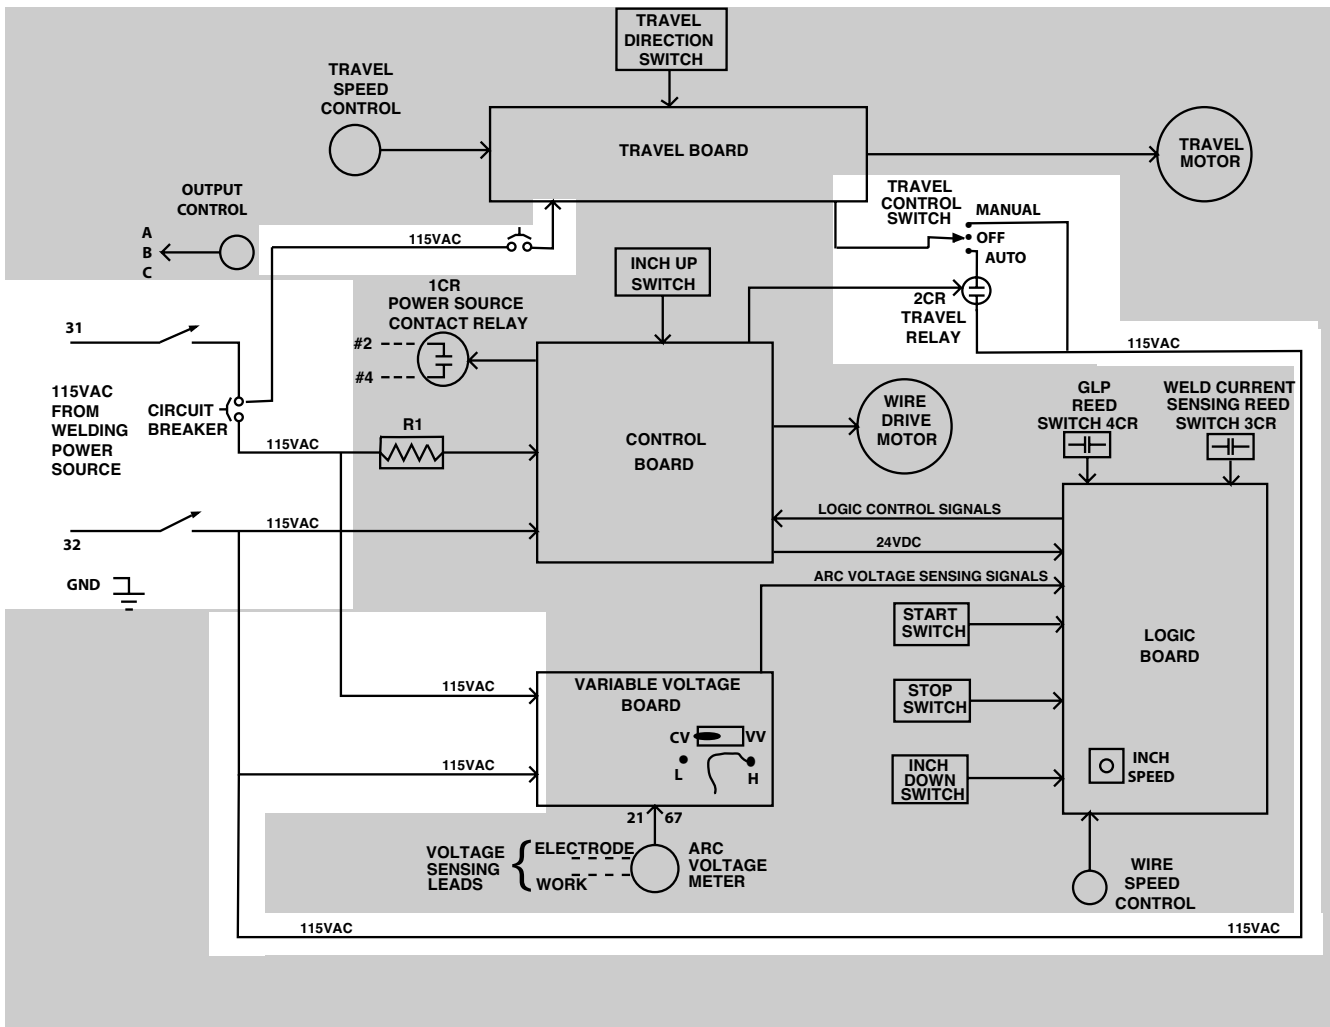 TRAVEL
DIRECTION
SWITCH
TRAVEL
SPEED
CONTROL
TRAVEL BOARD
TRAVEL
MOTOR
OUTPUT
CONTROL
A
B
C
115VAC
TRAVEL
CONTROL
SWITCH
MANUAL
OFF
AUTO
INCH UP
SWITCH
1CR
POWER SOURCE
CONTACT RELAY
#2
#4
2CR
TRAVEL
RELAY
115VAC
31
115VAC
FROM
WELDING
POWER
SOURCE
CIRCUIT
BREAKER
115VAC
R1
CONTROL
BOARD
WIRE
DRIVE
MOTOR
GLP
REED
SWITCH 4CR
WELD CURRENT
SENSING REED
SWITCH 3CR
32
115VAC
GND
LOGIC CONTROL SIGNALS
24VDC
ARC VOLTAGE SENSING SIGNALS
START
SWITCH
STOP
SWITCH
INCH
DOWN
SWITCH
LOGIC
BOARD
INCH
SPEED
115VAC
115VAC
VARIABLE VOLTAGE
BOARD
CV
VV
L
H
21
67
VOLTAGE
SENSING
LEADS
{
ELECTRODE
WORK
ARC
VOLTAGE
METER
WIRE
SPEED
CONTROL
115VAC
115VAC